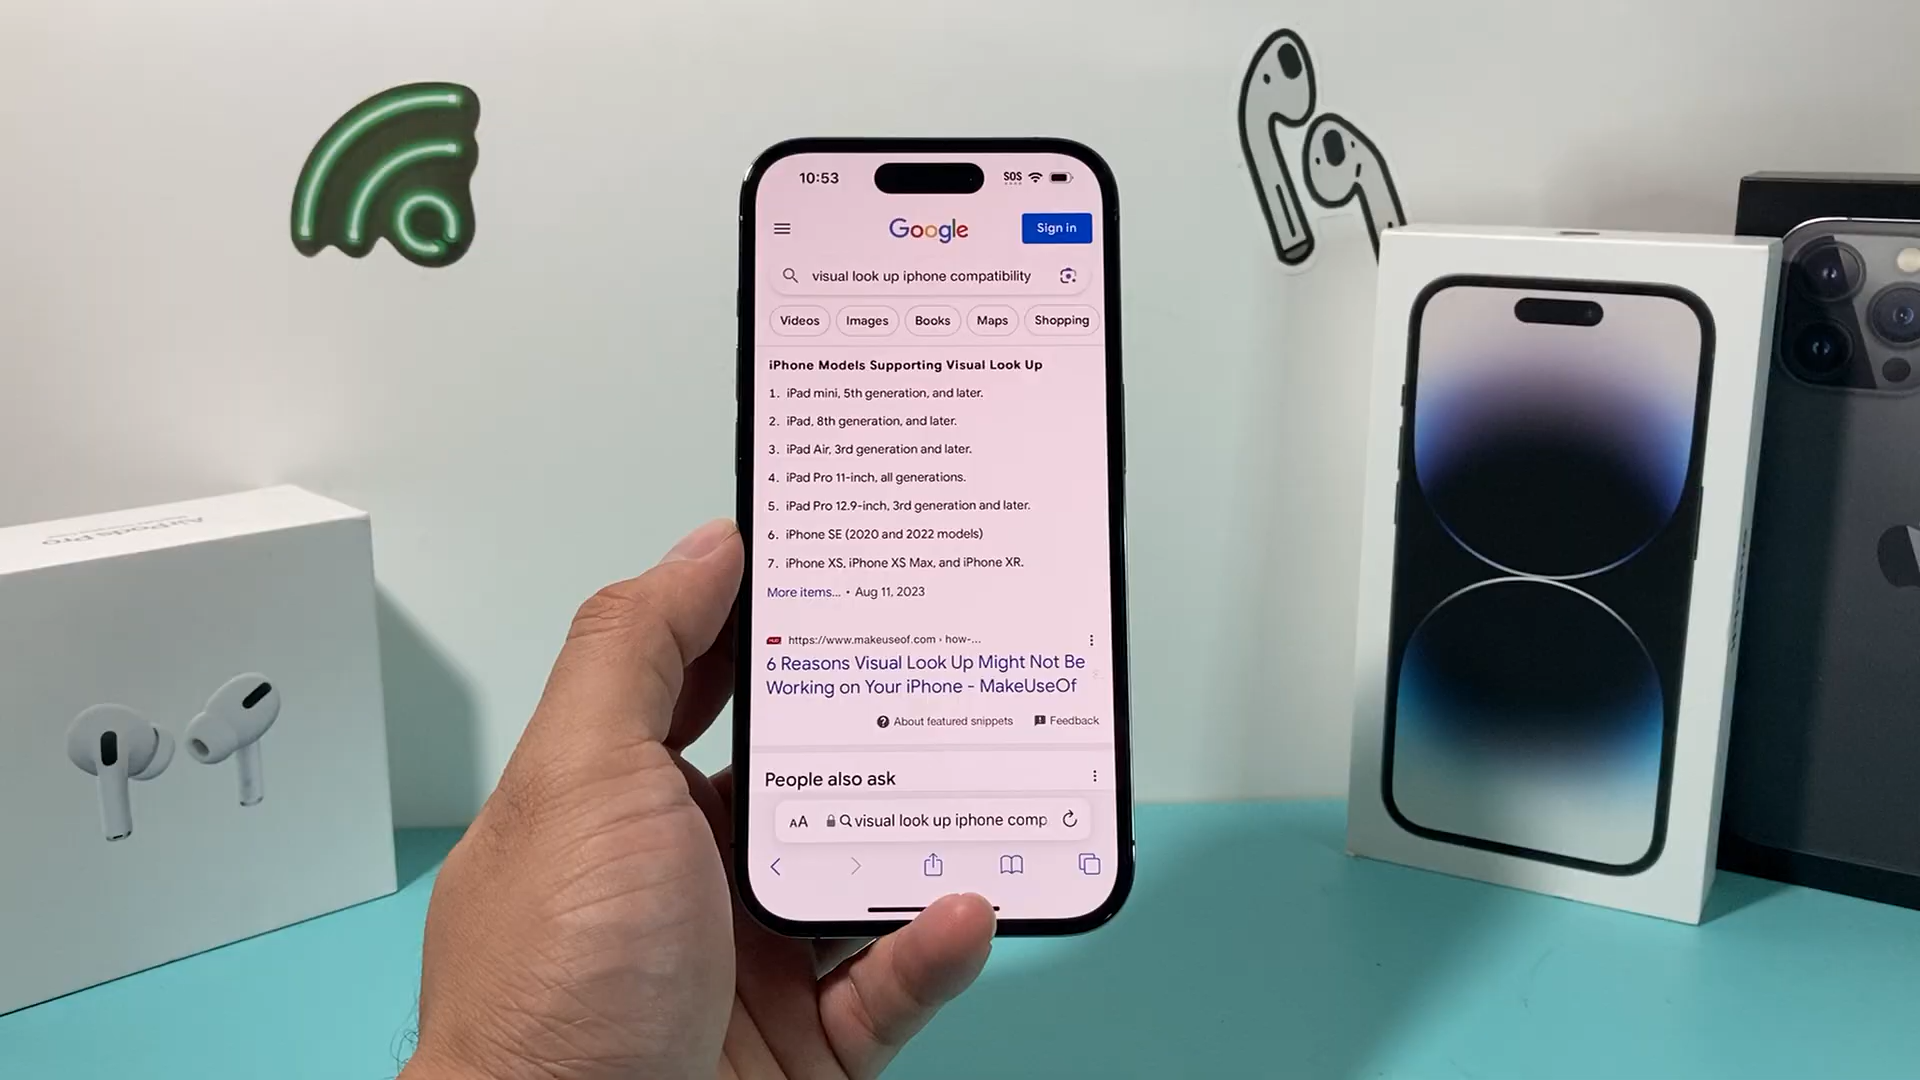 10:53
SOS
Google
Sign in
visual look up iphone compatibility
Videos
Images
Books
Maps
Shopping
iPhone Models Supporting Visual Look Up
1. iPad mini, 5th generation, and later.
2. iPad, 8th generation, and later.
3. iPad Air, 3rd generation and later.
4. iPad Pro 11-inch, all generations.
5. iPad Pro 12.9-inch, 3rd generation and later.
6. iPhone SE (2020 and 2022 models)
7. iPhone XS, iPhone XS Max, and iPhone XR.
More items... • Aug 11, 2023
https://www.makeuseof.com › how-...
6 Reasons Visual Look Up Might Not Be
Working on Your iPhone - MakeUseOf
About featured snippets
Feedback
People also ask
AA
visual look up iphone comp
AirPods Pro
iPhone